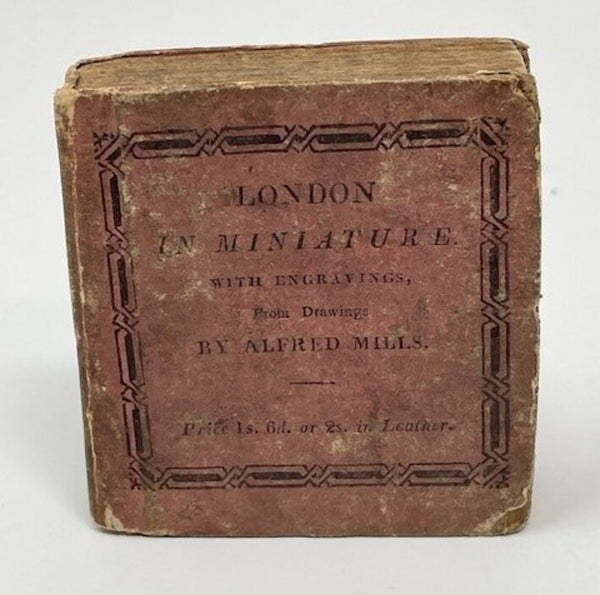 LONDON
IN MINIATURE.
WITH ENGRAVINGS,
From Drawings
BY ALFRED MILLS.
Price 1s. 6d. or 2s. in Leather.